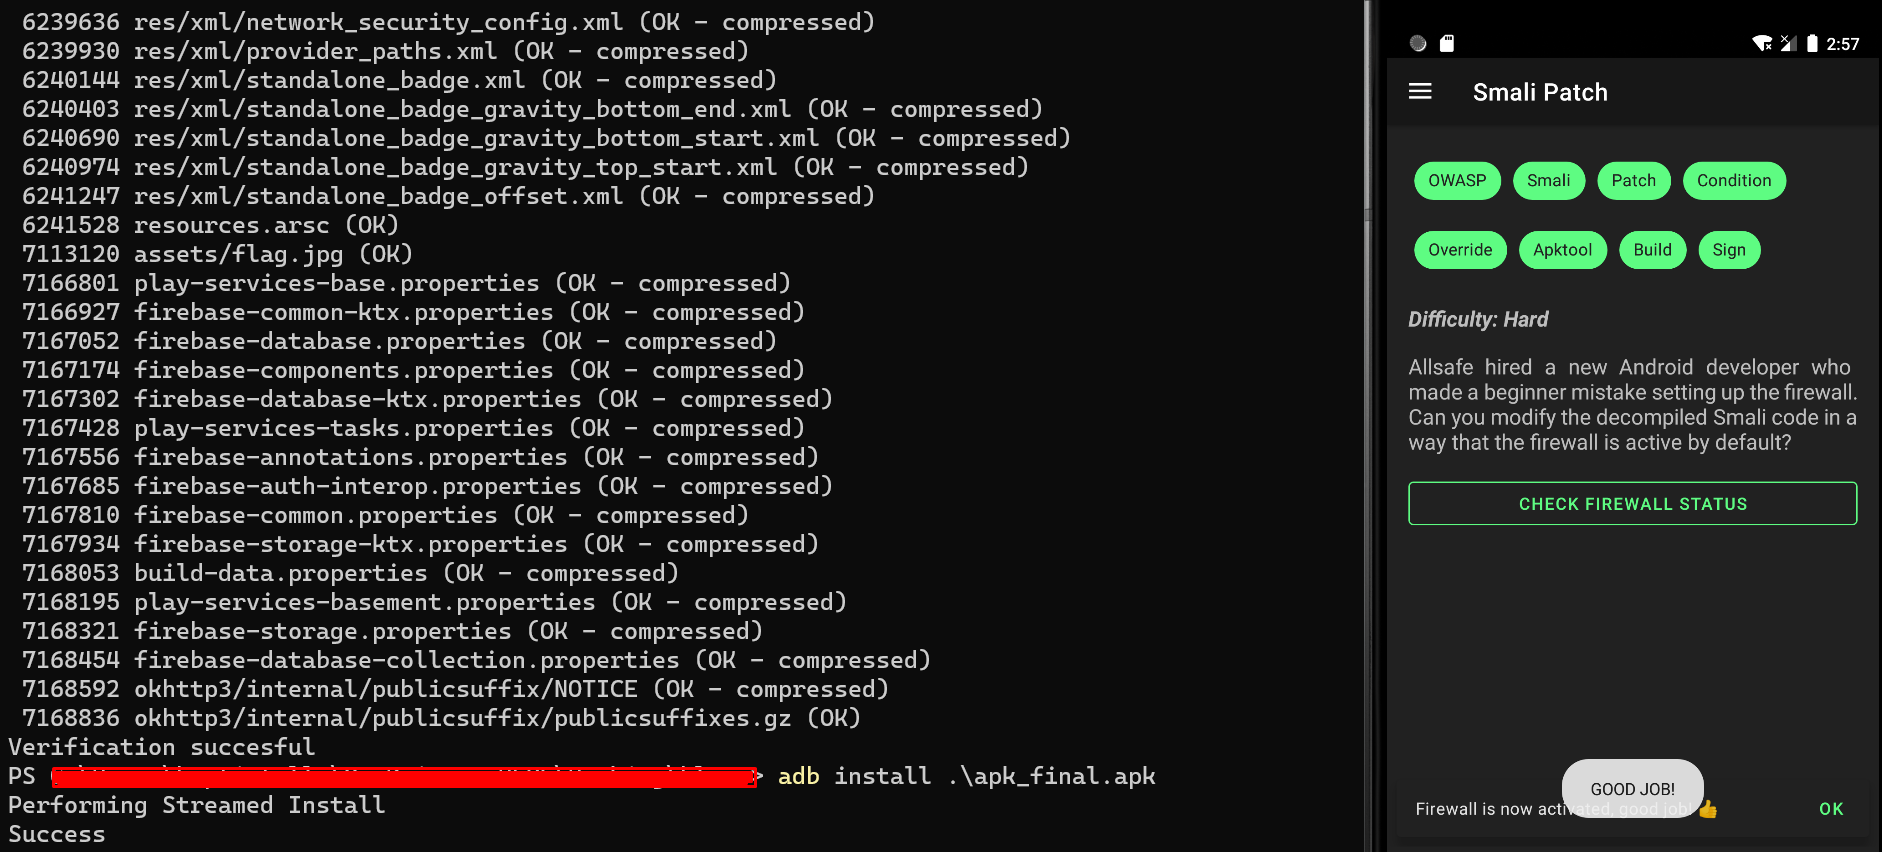 6239636 res/xml/network_security_config.xml (OK - compressed)
6239930 res/xml/provider_paths.xml (OK - compressed)
6240144 res/xml/standalone_badge.xml (OK - compressed)
6240403 res/xml/standalone_badge_gravity_bottom_end.xml (OK - compressed)
6240690 res/xml/standalone_badge_gravity_bottom_start.xml (OK - compressed)
6240974 res/xml/standalone_badge_gravity_top_start.xml (OK - compressed)
6241247 res/xml/standalone_badge_offset.xml (OK - compressed)
6241528 resources.arsc (OK)
7113120 assets/flag.jpg (OK)
7166801 play-services-base.properties (OK - compressed)
7166927 firebase-common-ktx.properties (OK - compressed)
7167052 firebase-database.properties (OK - compressed)
7167174 firebase-components.properties (OK - compressed)
7167302 firebase-database-ktx.properties (OK - compressed)
7167428 play-services-tasks.properties (OK - compressed)
7167556 firebase-annotations.properties (OK - compressed)
7167685 firebase-auth-interop.properties (OK - compressed)
7167810 firebase-common.properties (OK - compressed)
7167934 firebase-storage-ktx.properties (OK - compressed)
7168053 build-data.properties (OK - compressed)
7168195 play-services-basement.properties (OK - compressed)
7168321 firebase-storage.properties (OK - compressed)
7168454 firebase-database-collection.properties (OK - compressed)
7168592 okhttp3/internal/publicsuffix/NOTICE (OK - compressed)
7168836 okhttp3/internal/publicsuffix/publicsuffixes.gz (OK)
Verification succesful
PS > adb install .\apk_final.apk
Performing Streamed Install
Success
2:57
Smali Patch
OWASP Smali Patch Condition
Override Apktool Build Sign
Difficulty: Hard
Allsafe hired a new Android developer who
made a beginner mistake setting up the firewall.
Can you modify the decompiled Smali code in a
way that the firewall is active by default?
CHECK FIREWALL STATUS
GOOD JOB!
Firewall is now activated, good job! 👍 OK